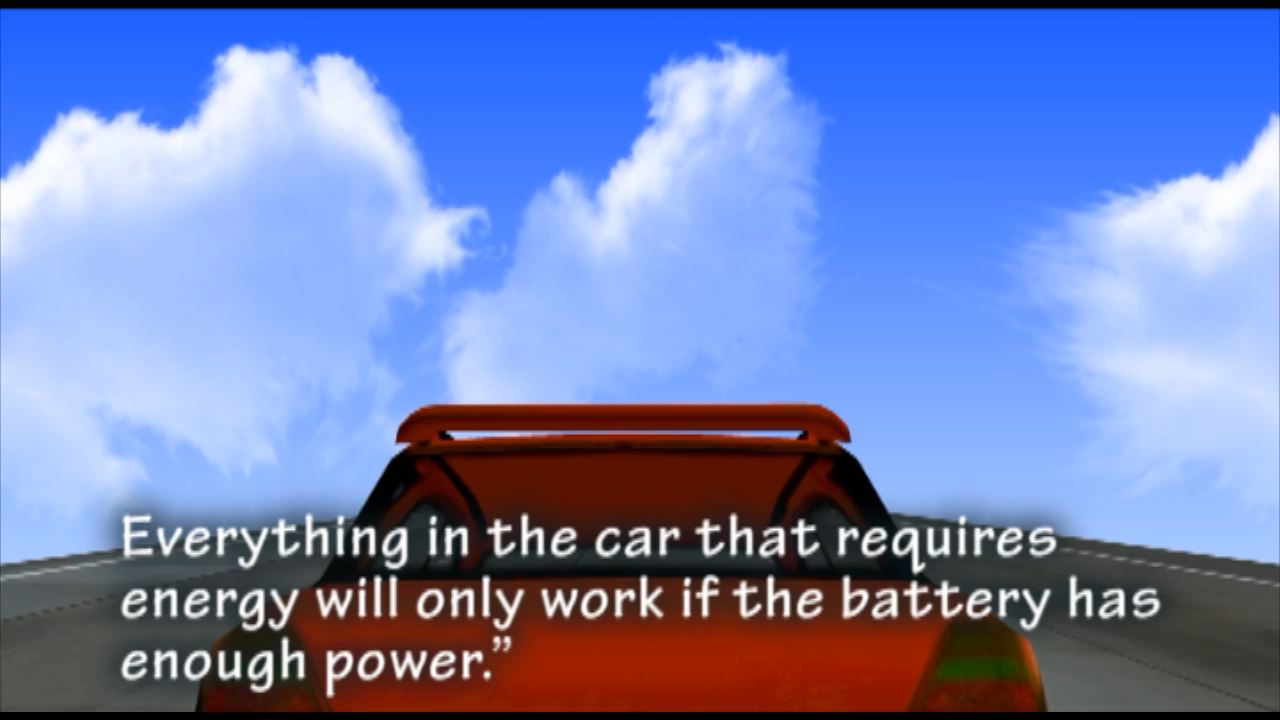 Everything in the car that requires
energy will only work if the battery has
enough power.”